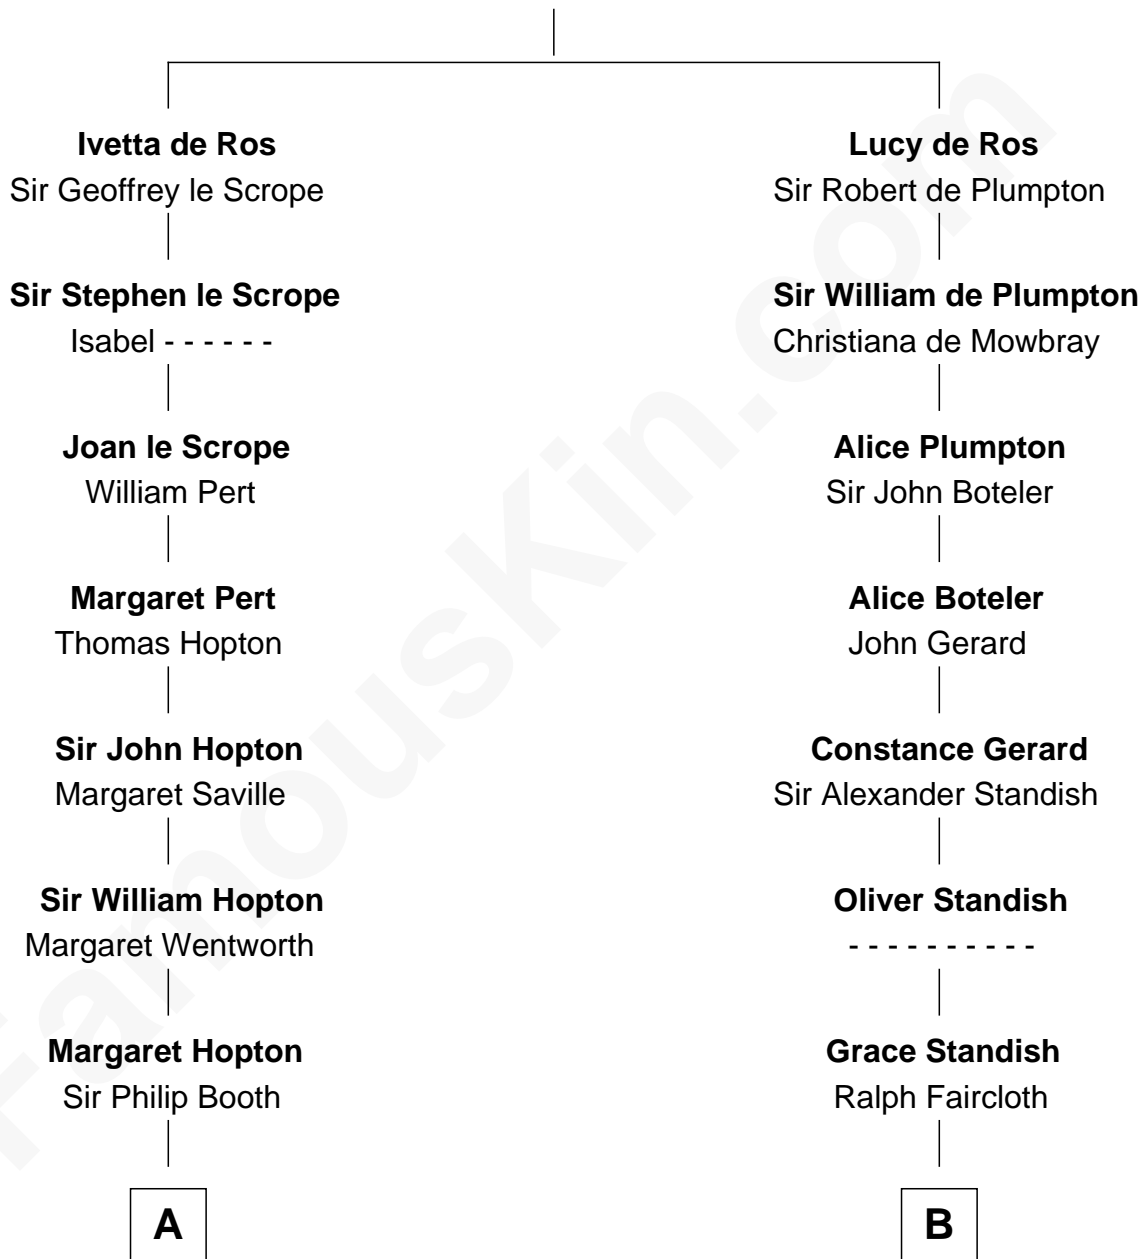 Ivetta de Ros
Sir Geoffrey le Scrope
Sir Stephen le Scrope
Isabel - - - - - -
Joan le Scrope
William Pert
Margaret Pert
Thomas Hopton
Sir John Hopton
Margaret Saville
Sir William Hopton
Margaret Wentworth
Margaret Hopton
Sir Philip Booth
A
Lucy de Ros
Sir Robert de Plumpton
Sir William de Plumpton
Christiana de Mowbray
Alice Plumpton
Sir John Boteler
Alice Boteler
John Gerard
Constance Gerard
Sir Alexander Standish
Oliver Standish
- - - - - - - - - -
Grace Standish
Ralph Faircloth
B
FamousKin.com